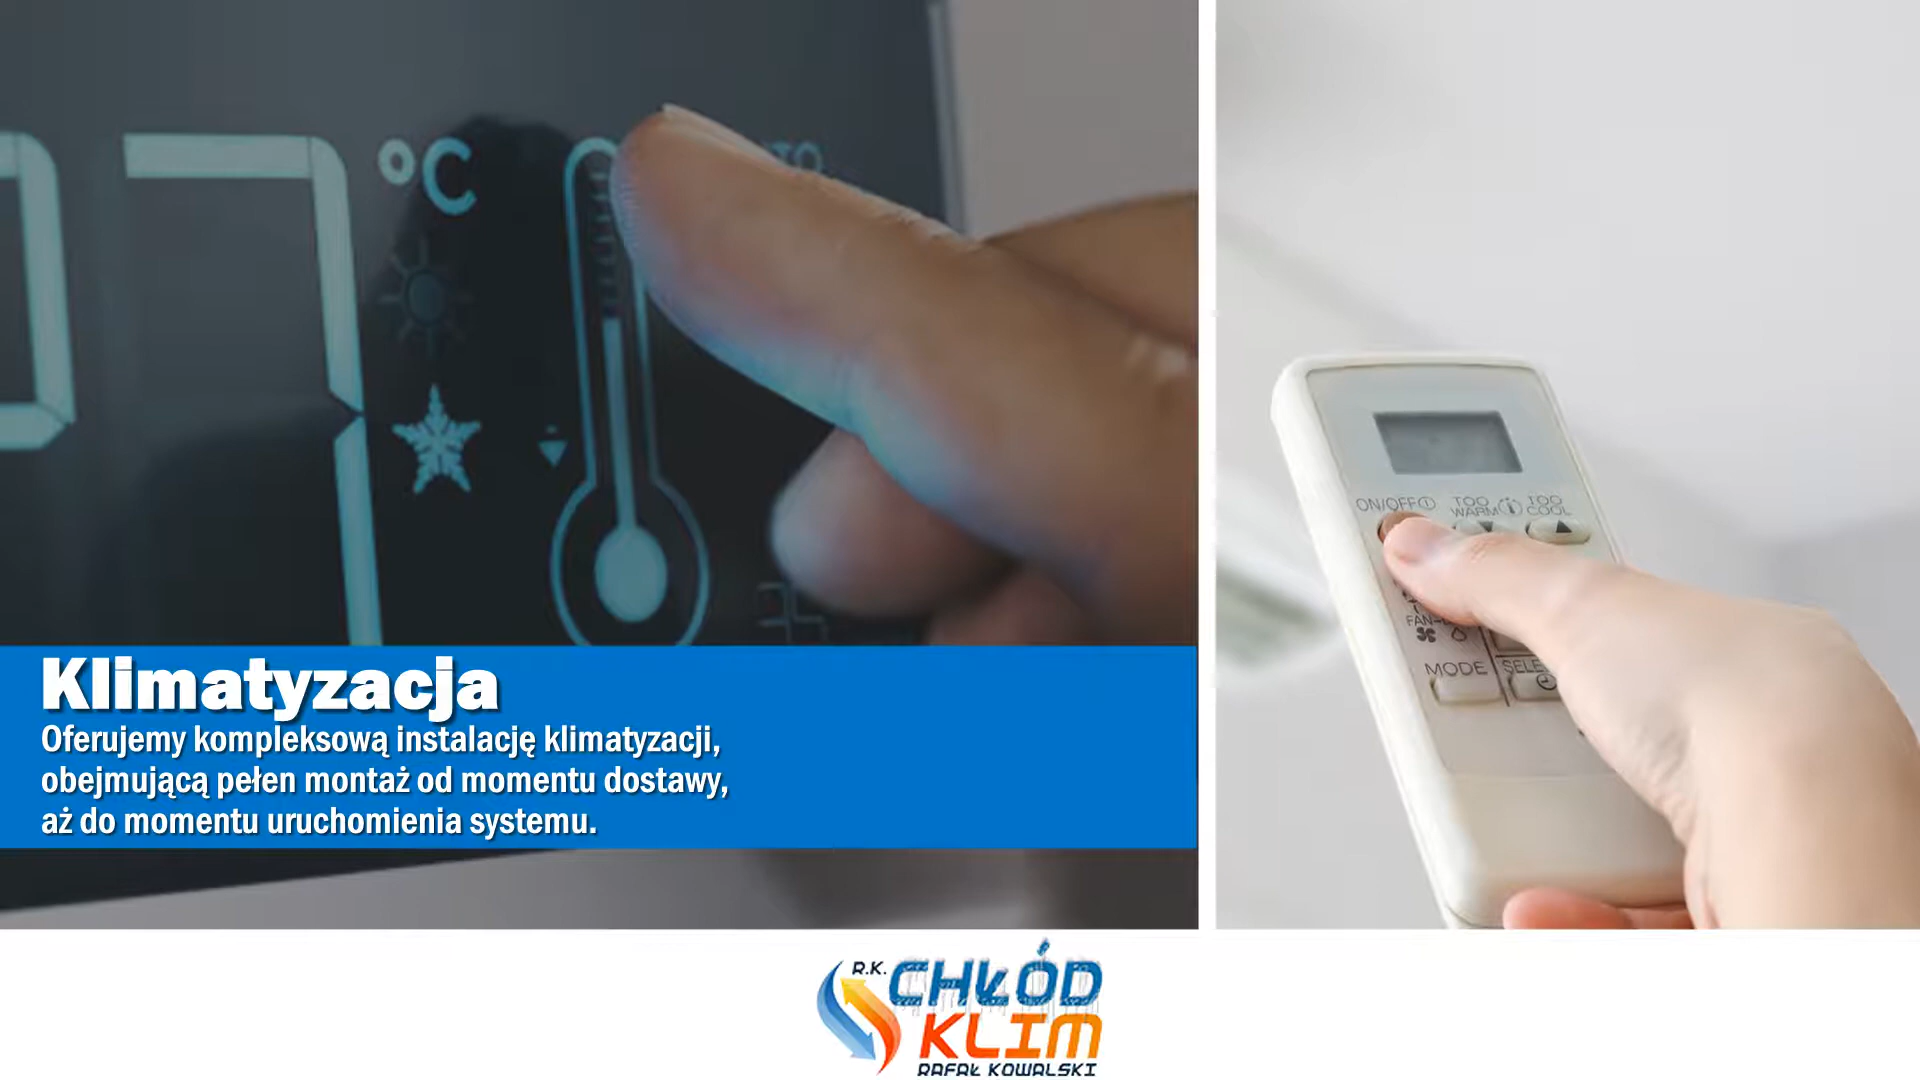 7 °C
Klimatyzacja
Oferujemy kompleksową instalację klimatyzacji,
obejmującą pełen montaż od momentu dostawy,
aż do momentu uruchomienia systemu.
ON/OFF
TOO WARM
TOO COOL
MODE
R.K. CHŁÓD
KLIM
RAFAŁ KOWALSKI